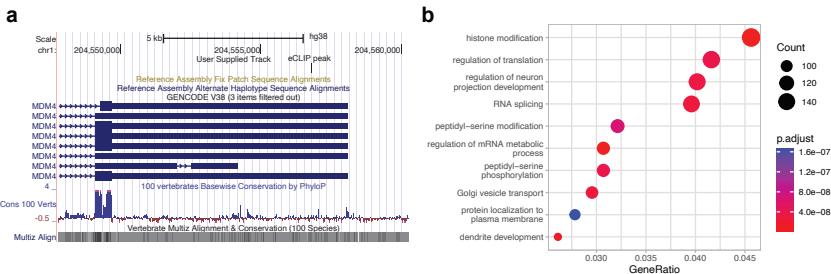 a
Scale
5 kb
hg38
chr1:
204,550,000
204,555,000
204,560,000
User Supplied Track
eCLIP peak
Reference Assembly Fix Patch Sequence Alignments
Reference Assembly Alternate Haplotype Sequence Alignments
GENCODE V38 (3 items filtered out)
MDM4
MDM4
MDM4
MDM4
MDM4
MDM4
MDM4
MDM4
4
100 vertebrates Basewise Conservation by PhyloP
Cons 100 Verts
-0.5
Vertebrate Multiz Alignment & Conservation (100 Species)
Multiz Align
b
histone modification
regulation of translation
regulation of neuron
projection development
RNA splicing
peptidyl−serine modification
regulation of mRNA metabolic
process
peptidyl−serine
phosphorylation
Golgi vesicle transport
protein localization to
plasma membrane
dendrite development
0.030
0.035
0.040
0.045
GeneRatio
Count
100
120
140
p.adjust
1.6e−07
1.2e−07
8.0e−08
4.0e−08